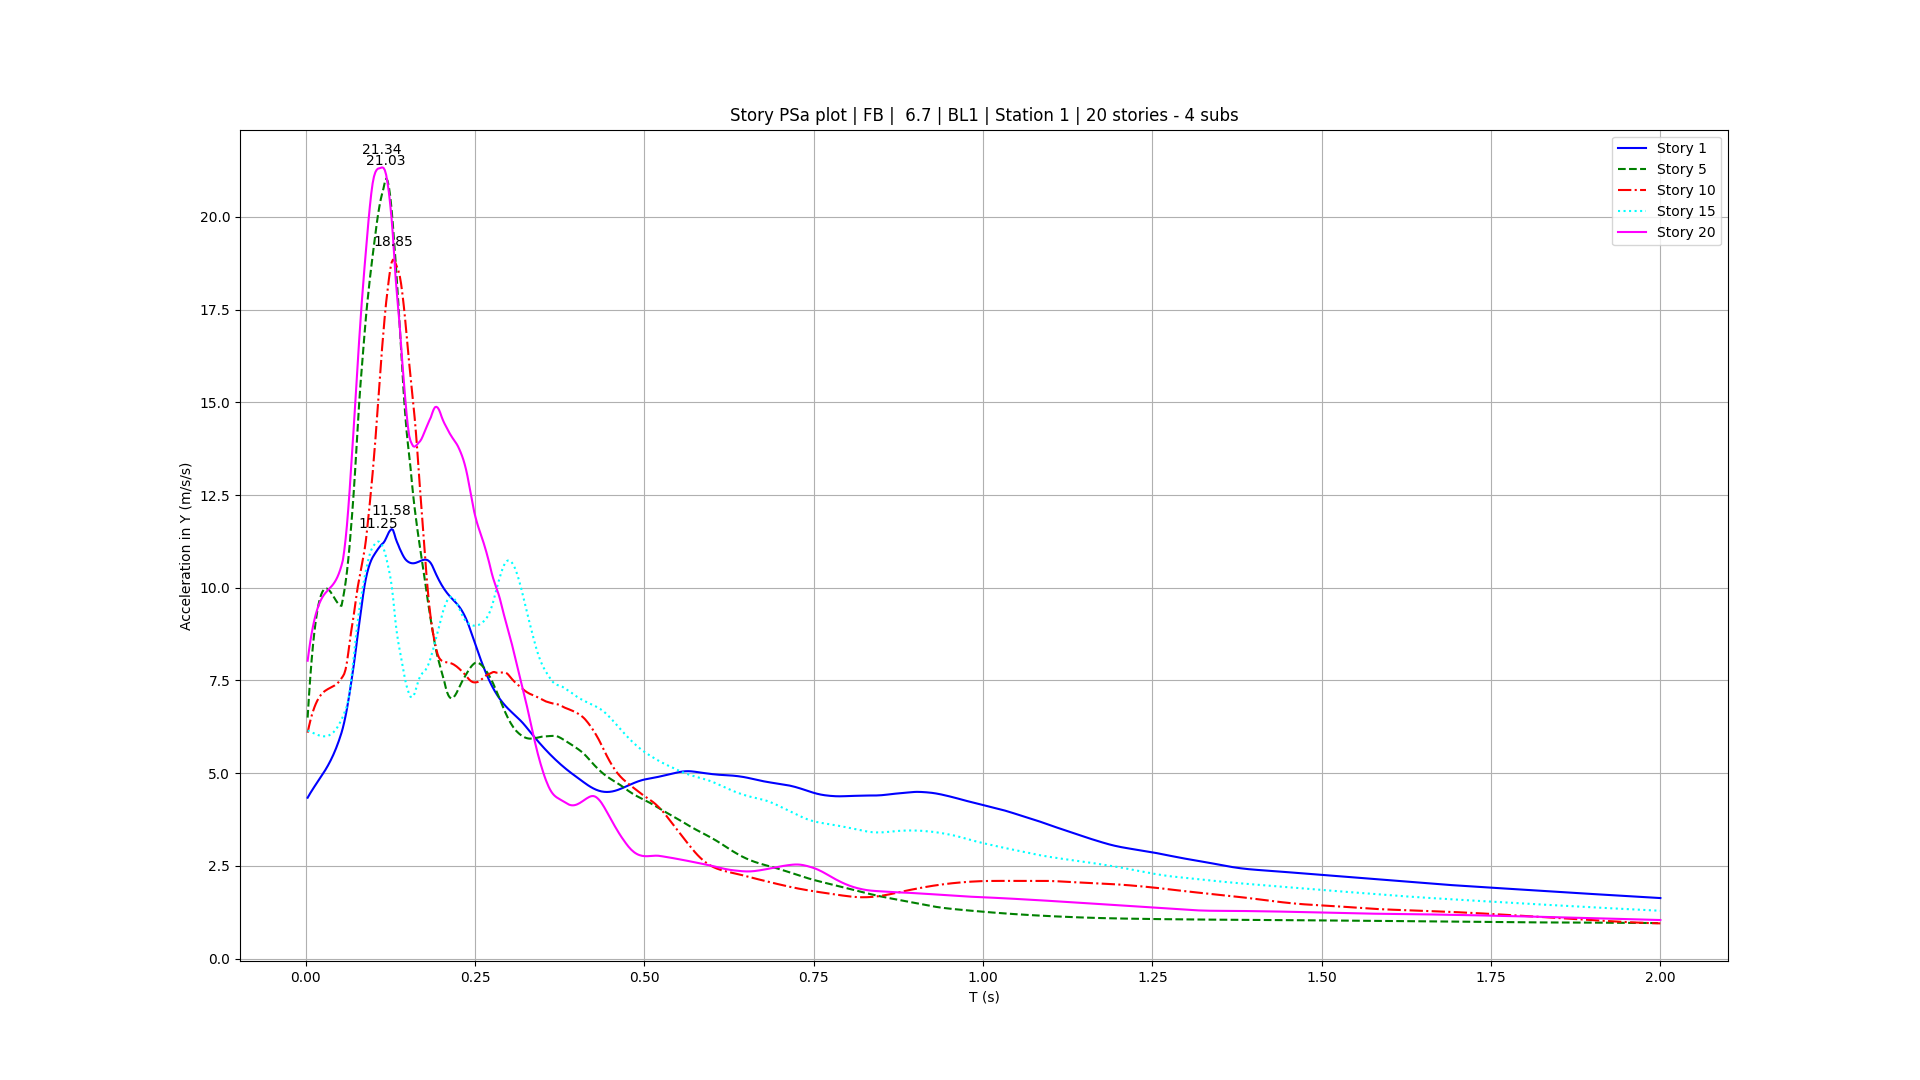 Story PSa plot | FB |  6.7 | BL1 | Station 1 | 20 stories - 4 subs
21.34
21.03
18.85
11.58
11.25
Story 1
Story 5
Story 10
Story 15
Story 20
Acceleration in Y (m/s/s)
20.0
17.5
15.0
12.5
10.0
7.5
5.0
2.5
0.0
0.00 0.25 0.50 0.75 1.00 1.25 1.50 1.75 2.00
T (s)